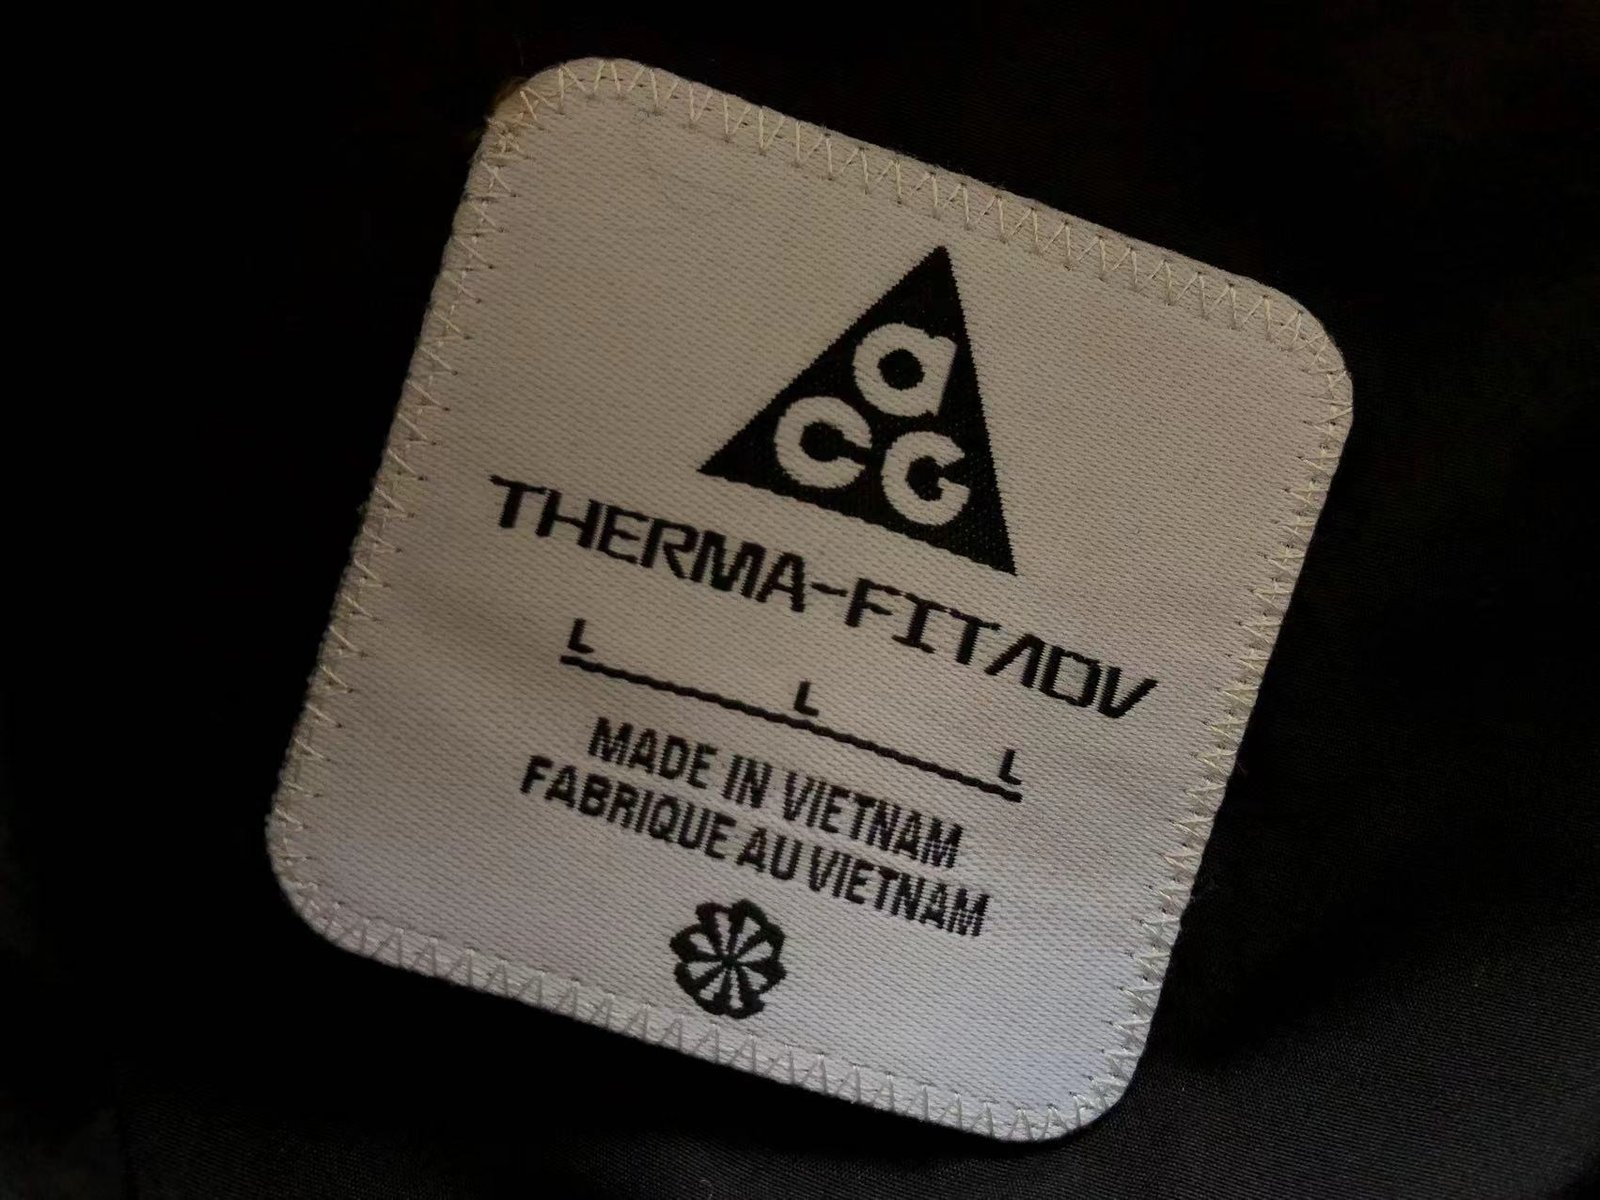 aCG
THERMA-FIT ADV
L
L
L
MADE IN VIETNAM
FABRIQUE AU VIETNAM